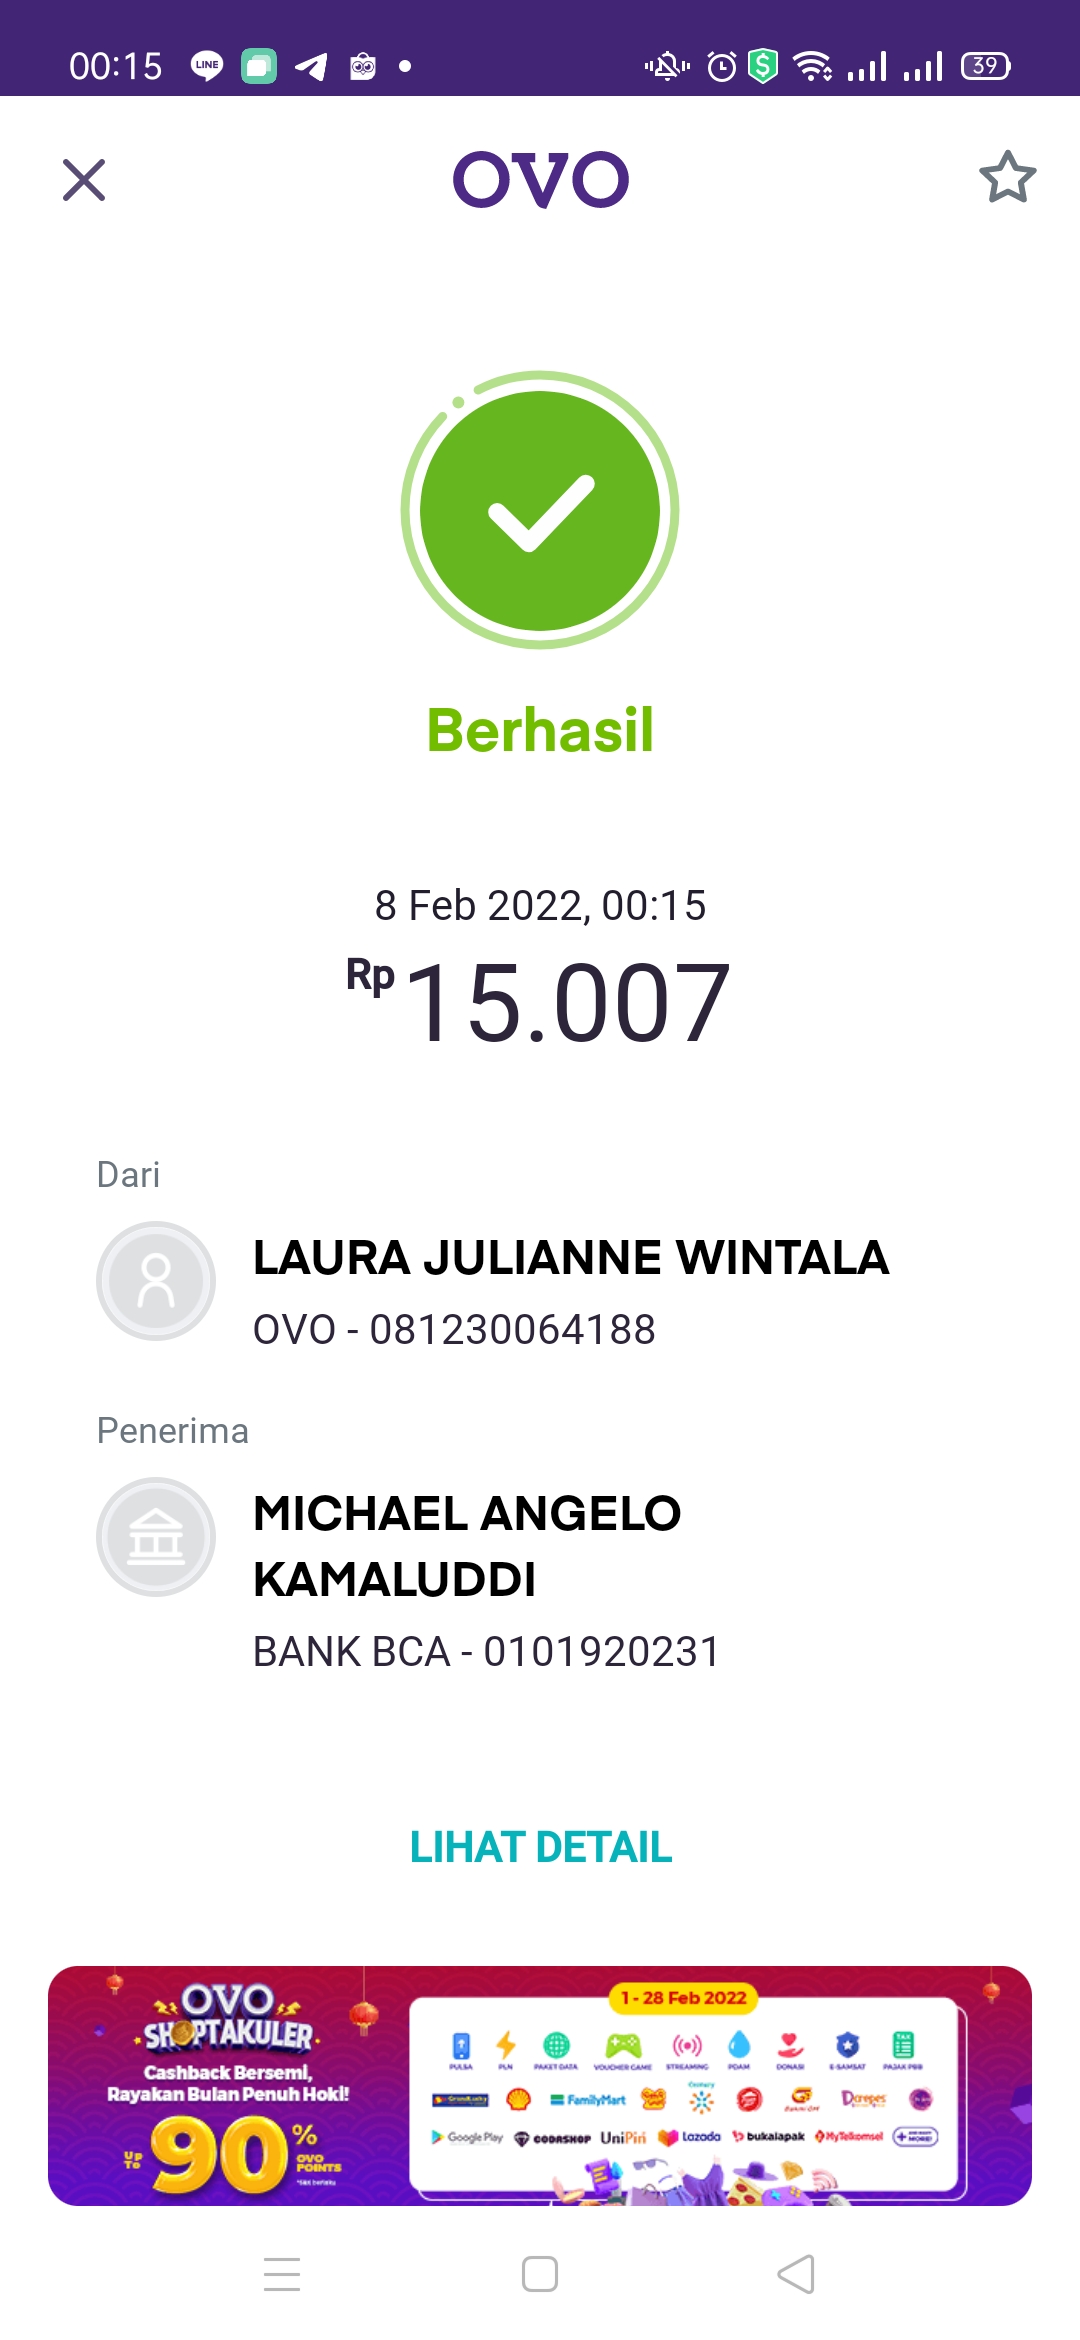 00:15 LINE 39
OVO
Berhasil
8 Feb 2022, 00:15
Rp 15.007
Dari
LAURA JULIANNE WINTALA
OVO - 081230064188
Penerima
MICHAEL ANGELO
KAMALUDDI
BANK BCA - 0101920231
LIHAT DETAIL
OVO
SHOPTAKULER
Cashback Bersemi,
Rayakan Bulan Penuh Hoki!
UP TO 90% OVO POINTS
1 - 28 Feb 2022
PULSA PLN PAKET DATA VOUCHER GAME STREAMING PDAM DONASI E-SAMSAT PAJAK PBB
FamilyMart Century D'crepes
Google Play CODASHOP UniPin Lazada bukalapak MyTelkomsel